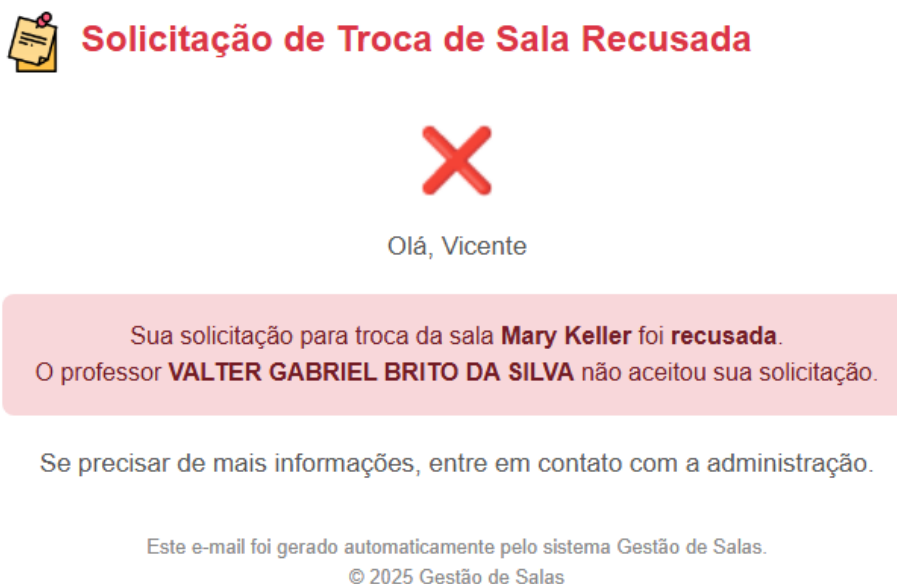 Solicitação de Troca de Sala Recusada
Olá, Vicente
Sua solicitação para troca da sala Mary Keller foi recusada.
O professor VALTER GABRIEL BRITO DA SILVA não aceitou sua solicitação.
Se precisar de mais informações, entre em contato com a administração.
Este e-mail foi gerado automaticamente pelo sistema Gestão de Salas.
© 2025 Gestão de Salas